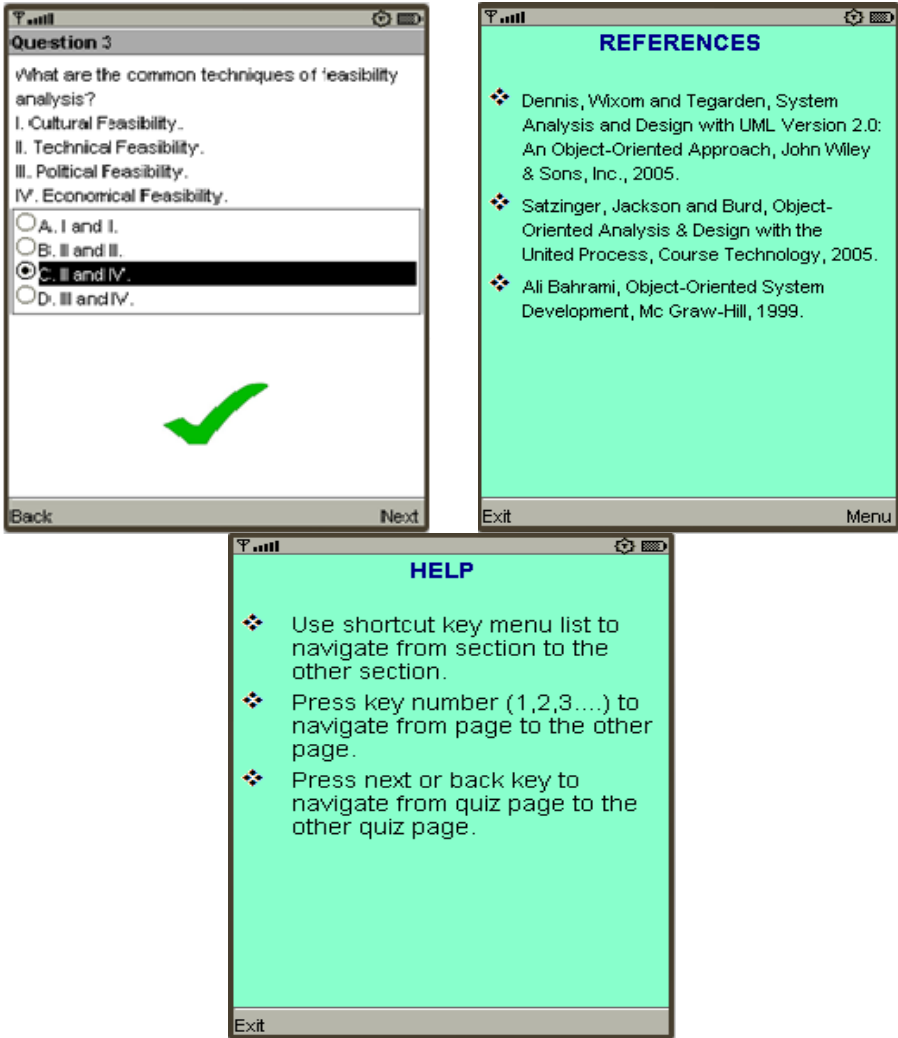 Question 3
What are the common techniques of feasibility
analysis?
I. Cultural Feasibility.
II. Technical Feasibility.
III. Political Feasibility.
IV. Economical Feasibility.
A. I and I.
B. II and II.
C. II and IV.
D. III and IV.
Back Next
REFERENCES
Dennis, Wixom and Tegarden, System
Analysis and Design with UML Version 2.0:
An Object-Oriented Approach, John Wiley
& Sons, Inc., 2005.
Satzinger, Jackson and Burd, Object-
Oriented Analysis & Design with the
United Process, Course Technology, 2005.
Ali Bahrami, Object-Oriented System
Development, Mc Graw-Hill, 1999.
Exit Menu
HELP
Use shortcut key menu list to
navigate from section to the
other section.
Press key number (1,2,3....) to
navigate from page to the other
page.
Press next or back key to
navigate from quiz page to the
other quiz page.
Exit